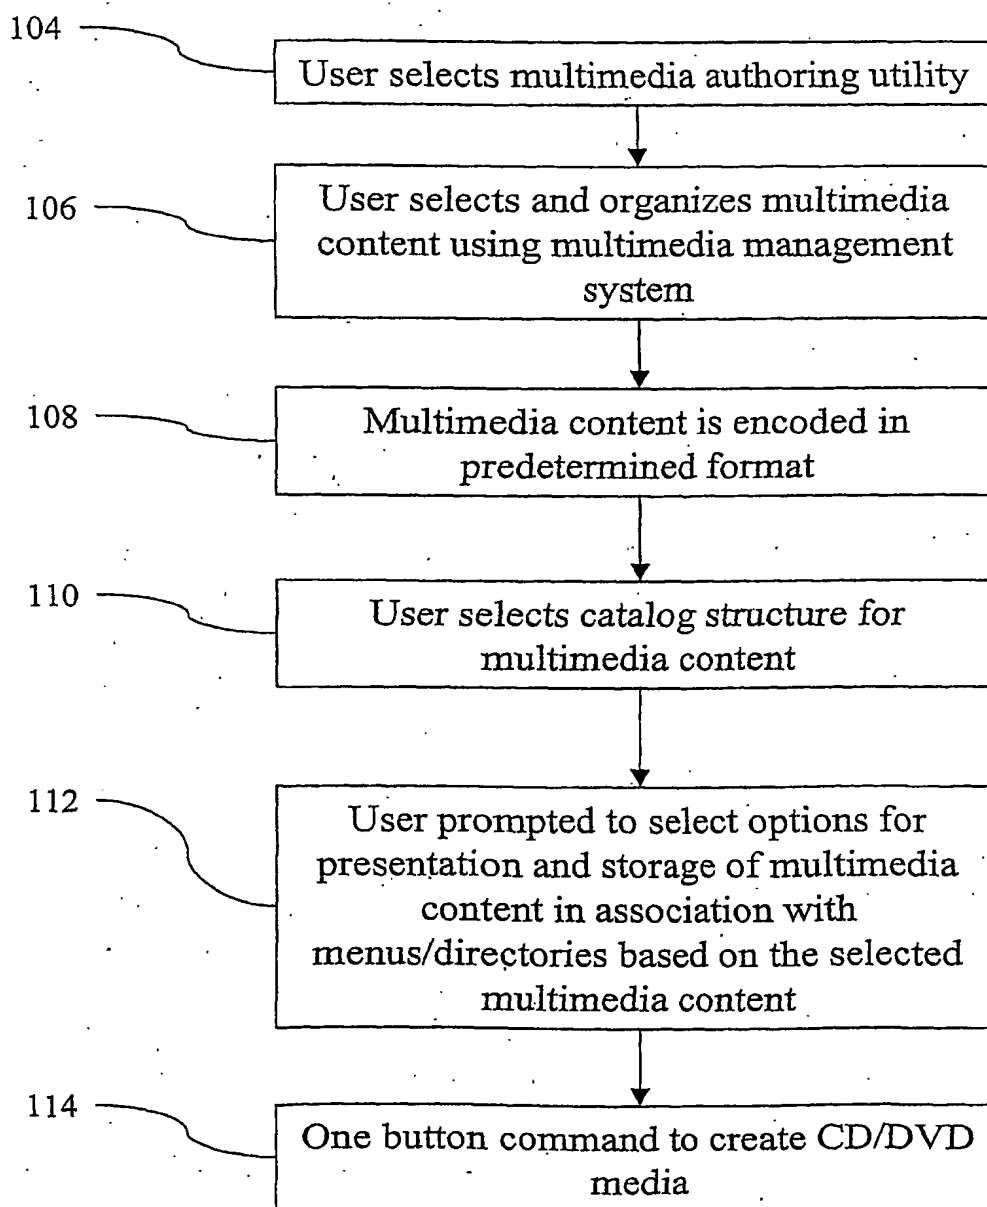 104
User selects multimedia authoring utility
106
User selects and organizes multimedia
content using multimedia management
system
108
Multimedia content is encoded in
predetermined format
110
User selects catalog structure for
multimedia content
112
User prompted to select options for
presentation and storage of multimedia
content in association with
menus/directories based on the selected
multimedia content
114
One button command to create CD/DVD
media